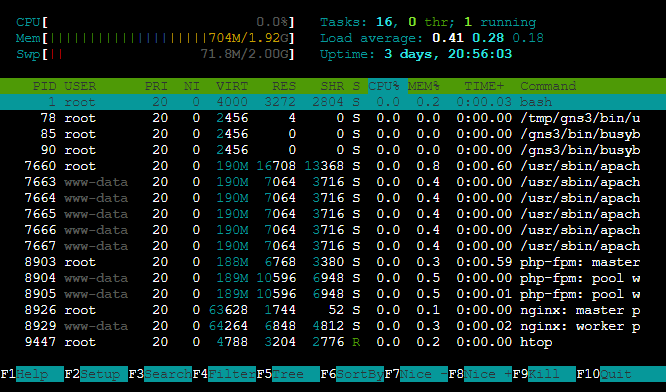 CPU[ 0.0%] Tasks: 16, 0 thr; 1 running
Mem[|||||||||||||||||||||704M/1.92G] Load average: 0.41 0.28 0.18
Swp[|| 71.8M/2.00G] Uptime: 3 days, 20:56:03
PID USER PRI NI VIRT RES SHR S CPU% MEM% TIME+ Command
1 root 20 0 4000 3272 2804 S 0.0 0.2 0:00.03 bash
78 root 20 0 2456 4 0 S 0.0 0.0 0:00.00 /tmp/gns3/bin/u
85 root 20 0 2456 0 0 S 0.0 0.0 0:00.00 /gns3/bin/busyb
90 root 20 0 2456 0 0 S 0.0 0.0 0:00.00 /gns3/bin/busyb
7660 root 20 0 190M 16708 13368 S 0.0 0.8 0:00.60 /usr/sbin/apach
7663 www-data 20 0 190M 7064 3716 S 0.0 0.4 0:00.00 /usr/sbin/apach
7664 www-data 20 0 190M 7064 3716 S 0.0 0.4 0:00.00 /usr/sbin/apach
7665 www-data 20 0 190M 7064 3716 S 0.0 0.4 0:00.00 /usr/sbin/apach
7666 www-data 20 0 190M 7064 3716 S 0.0 0.4 0:00.00 /usr/sbin/apach
7667 www-data 20 0 190M 7064 3716 S 0.0 0.4 0:00.00 /usr/sbin/apach
8903 root 20 0 188M 6768 3380 S 0.0 0.3 0:00.59 php-fpm: master
8904 www-data 20 0 189M 10596 6948 S 0.0 0.5 0:00.00 php-fpm: pool w
8905 www-data 20 0 189M 10596 6948 S 0.0 0.5 0:00.01 php-fpm: pool w
8926 root 20 0 63628 1744 52 S 0.0 0.1 0:00.00 nginx: master p
8929 www-data 20 0 64264 6848 4812 S 0.0 0.3 0:00.02 nginx: worker p
9447 root 20 0 4788 3204 2776 R 0.0 0.2 0:00.00 htop
F1Help F2Setup F3SearchF4FilterF5Tree F6SortByF7Nice -F8Nice +F9Kill F10Quit